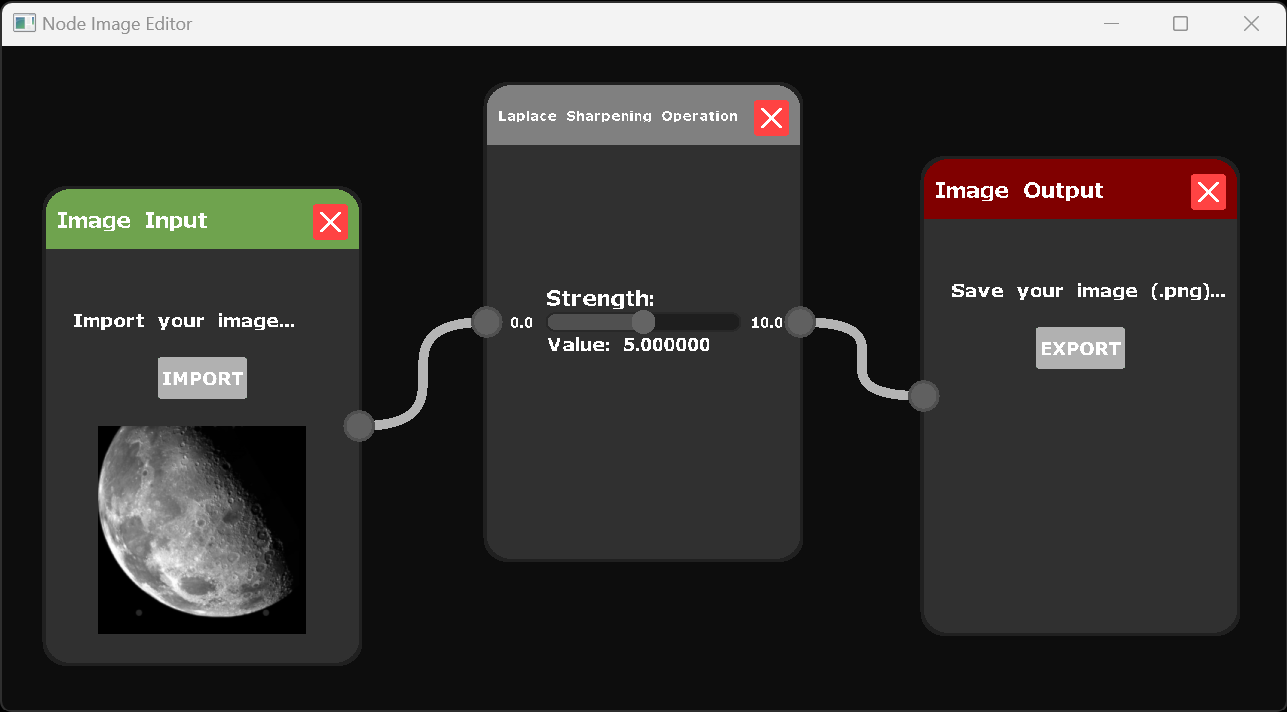 Node Image Editor
Image Input
Import your image...
IMPORT
Laplace Sharpening Operation
Strength:
0.0
10.0
Value: 5.000000
Image Output
Save your image (.png)...
EXPORT